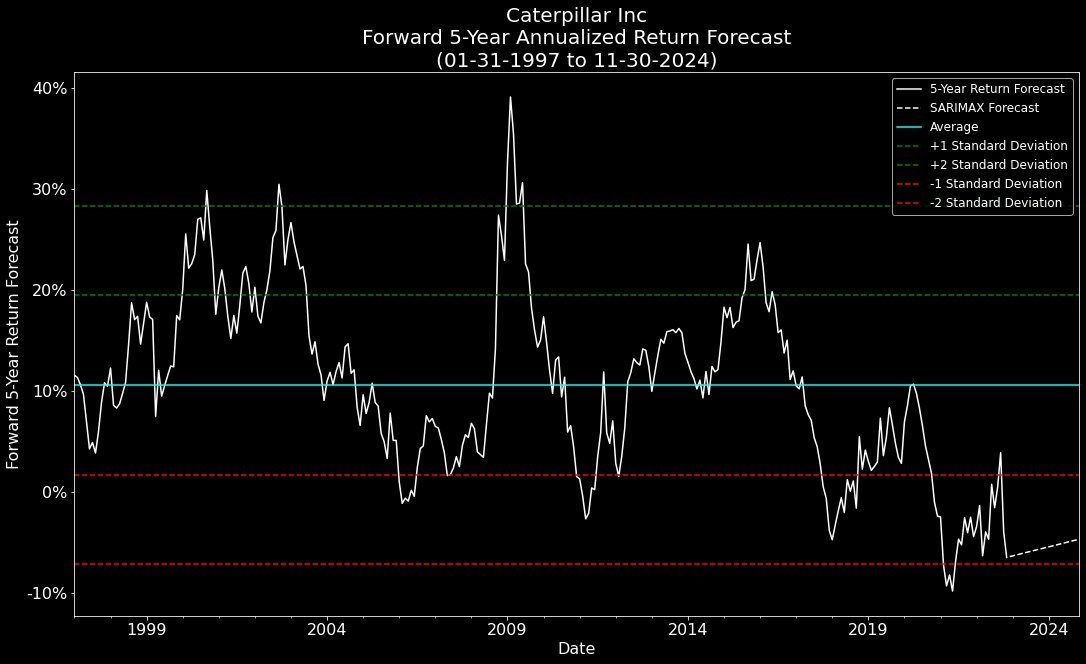 Caterpillar Inc
Forward 5-Year Annualized Return Forecast
(01-31-1997 to 11-30-2024)
5-Year Return Forecast
SARIMAX Forecast
Average
+1 Standard Deviation
+2 Standard Deviation
-1 Standard Deviation
-2 Standard Deviation
Forward 5-Year Return Forecast
40%
30%
20%
10%
0%
-10%
1999 2004 2009 2014 2019 2024
Date